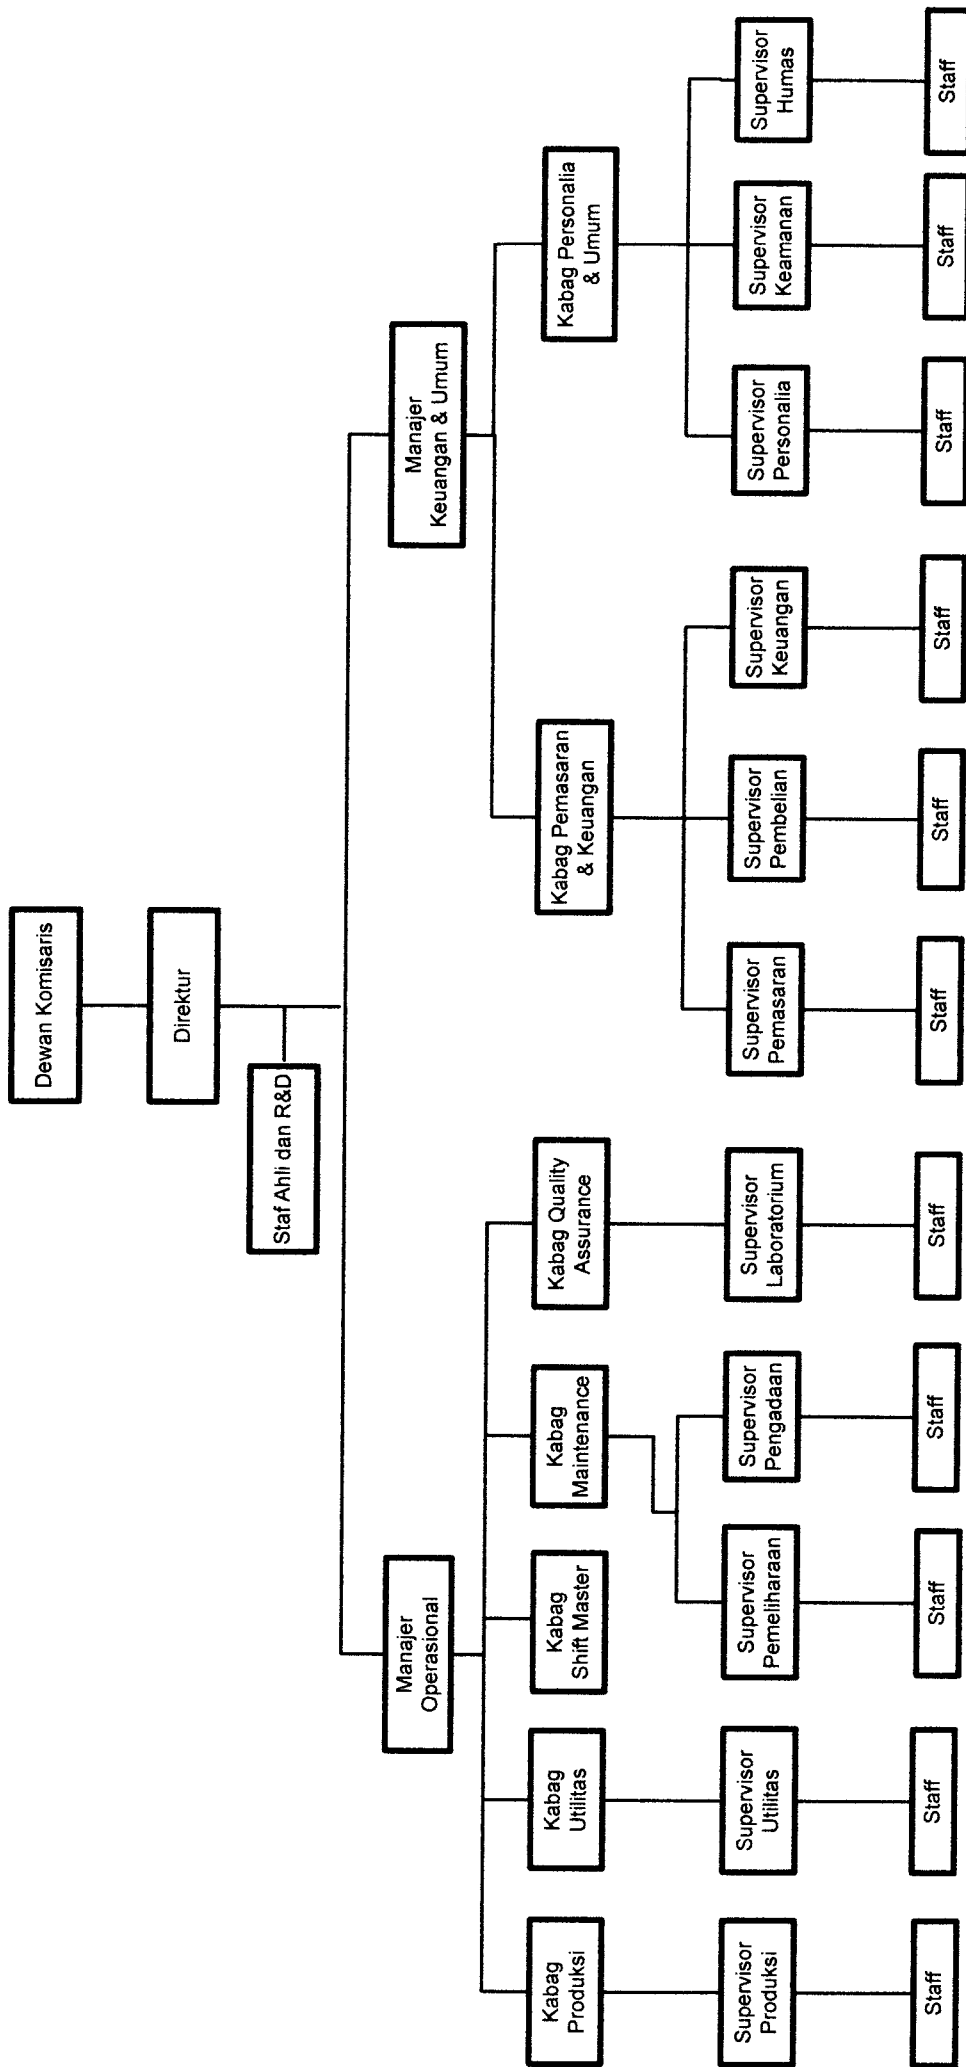 Dewan Komisaris
Direktur
Staf Ahli dan R&D
Manajer
Operasional
Manajer
Keuangan & Umum
Kabag
Produksi
Kabag
Utilitas
Kabag
Shift Master
Kabag
Maintenance
Kabag Quality
Assurance
Kabag Pemasaran
& Keuangan
Kabag Personalia
& Umum
Supervisor
Produksi
Supervisor
Utilitas
Supervisor
Pemeliharaan
Supervisor
Pengadaan
Supervisor
Laboratorium
Supervisor
Pemasaran
Supervisor
Pembelian
Supervisor
Keuangan
Supervisor
Personalia
Supervisor
Keamanan
Supervisor
Humas
Staff
Staff
Staff
Staff
Staff
Staff
Staff
Staff
Staff
Staff
Staff